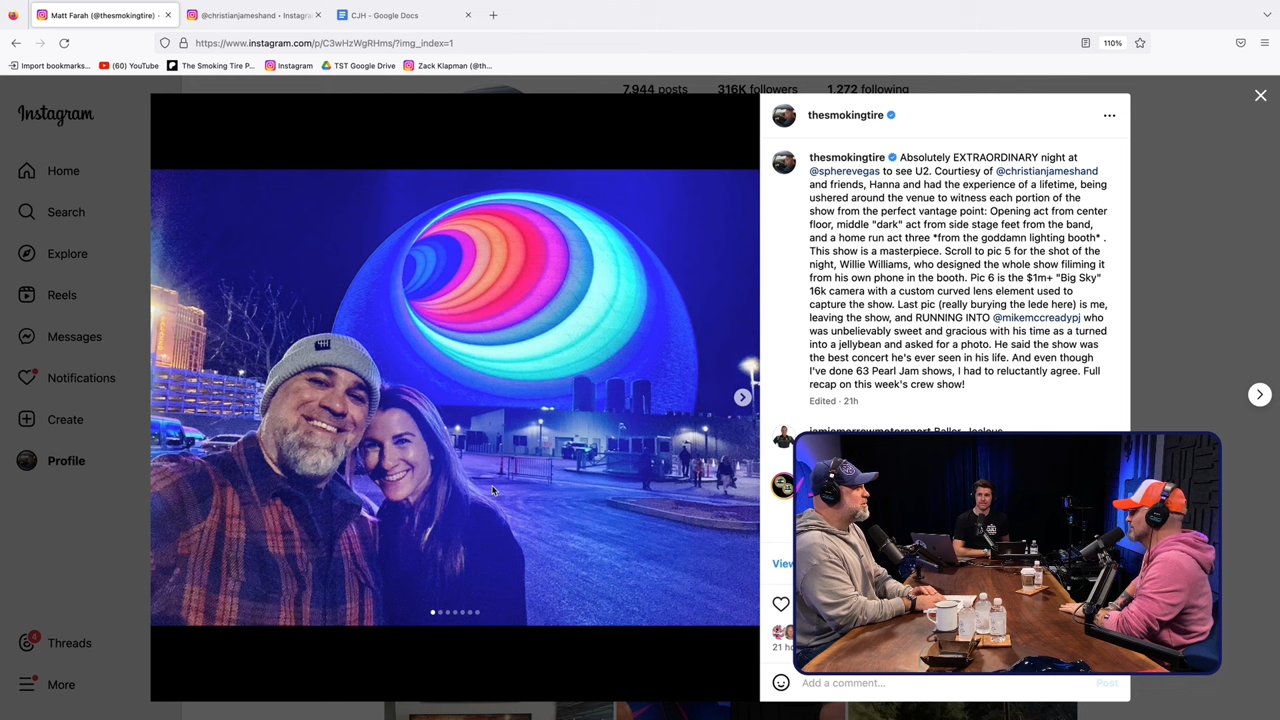 Matt Farah (@thesmokingtire) -
@christianjameshand • Instagra
CJH - Google Docs
https://www.instagram.com/p/C3wHzWgRHms/?img_index=1
110%
Import bookmarks...
(60) YouTube
The Smoking Tire P...
Instagram
TST Google Drive
Zack Klapman (@th...
7,944 posts 316K followers 1,272 following
Instagram
Home
Search
Explore
Reels
Messages
Notifications
Create
Profile
4
Threads
More
thesmokingtire
thesmokingtire Absolutely EXTRAORDINARY night at
@spherevegas to see U2. Courtesy of @christianjameshand
and friends, Hanna and had the experience of a lifetime, being
ushered around the venue to witness each portion of the
show from the perfect vantage point: Opening act from center
floor, middle "dark" act from side stage feet from the band,
and a home run act three *from the goddamn lighting booth* .
This show is a masterpiece. Scroll to pic 5 for the shot of the
night, Willie Williams, who designed the whole show filiming it
from his own phone in the booth. Pic 6 is the $1m+ "Big Sky"
16k camera with a custom curved lens element used to
capture the show. Last pic (really burying the lede here) is me,
leaving the show, and RUNNING INTO @mikemccreadypj who
was unbelievably sweet and gracious with his time as a turned
into a jellybean and asked for a photo. He said the show was
the best concert he's ever seen in his life. And even though
I've done 63 Pearl Jam shows, I had to reluctantly agree. Full
recap on this week's crew show!
Edited · 21h
jamiemorrowmotorsport Baller. Jealous
View
21 ho
Add a comment...
Post